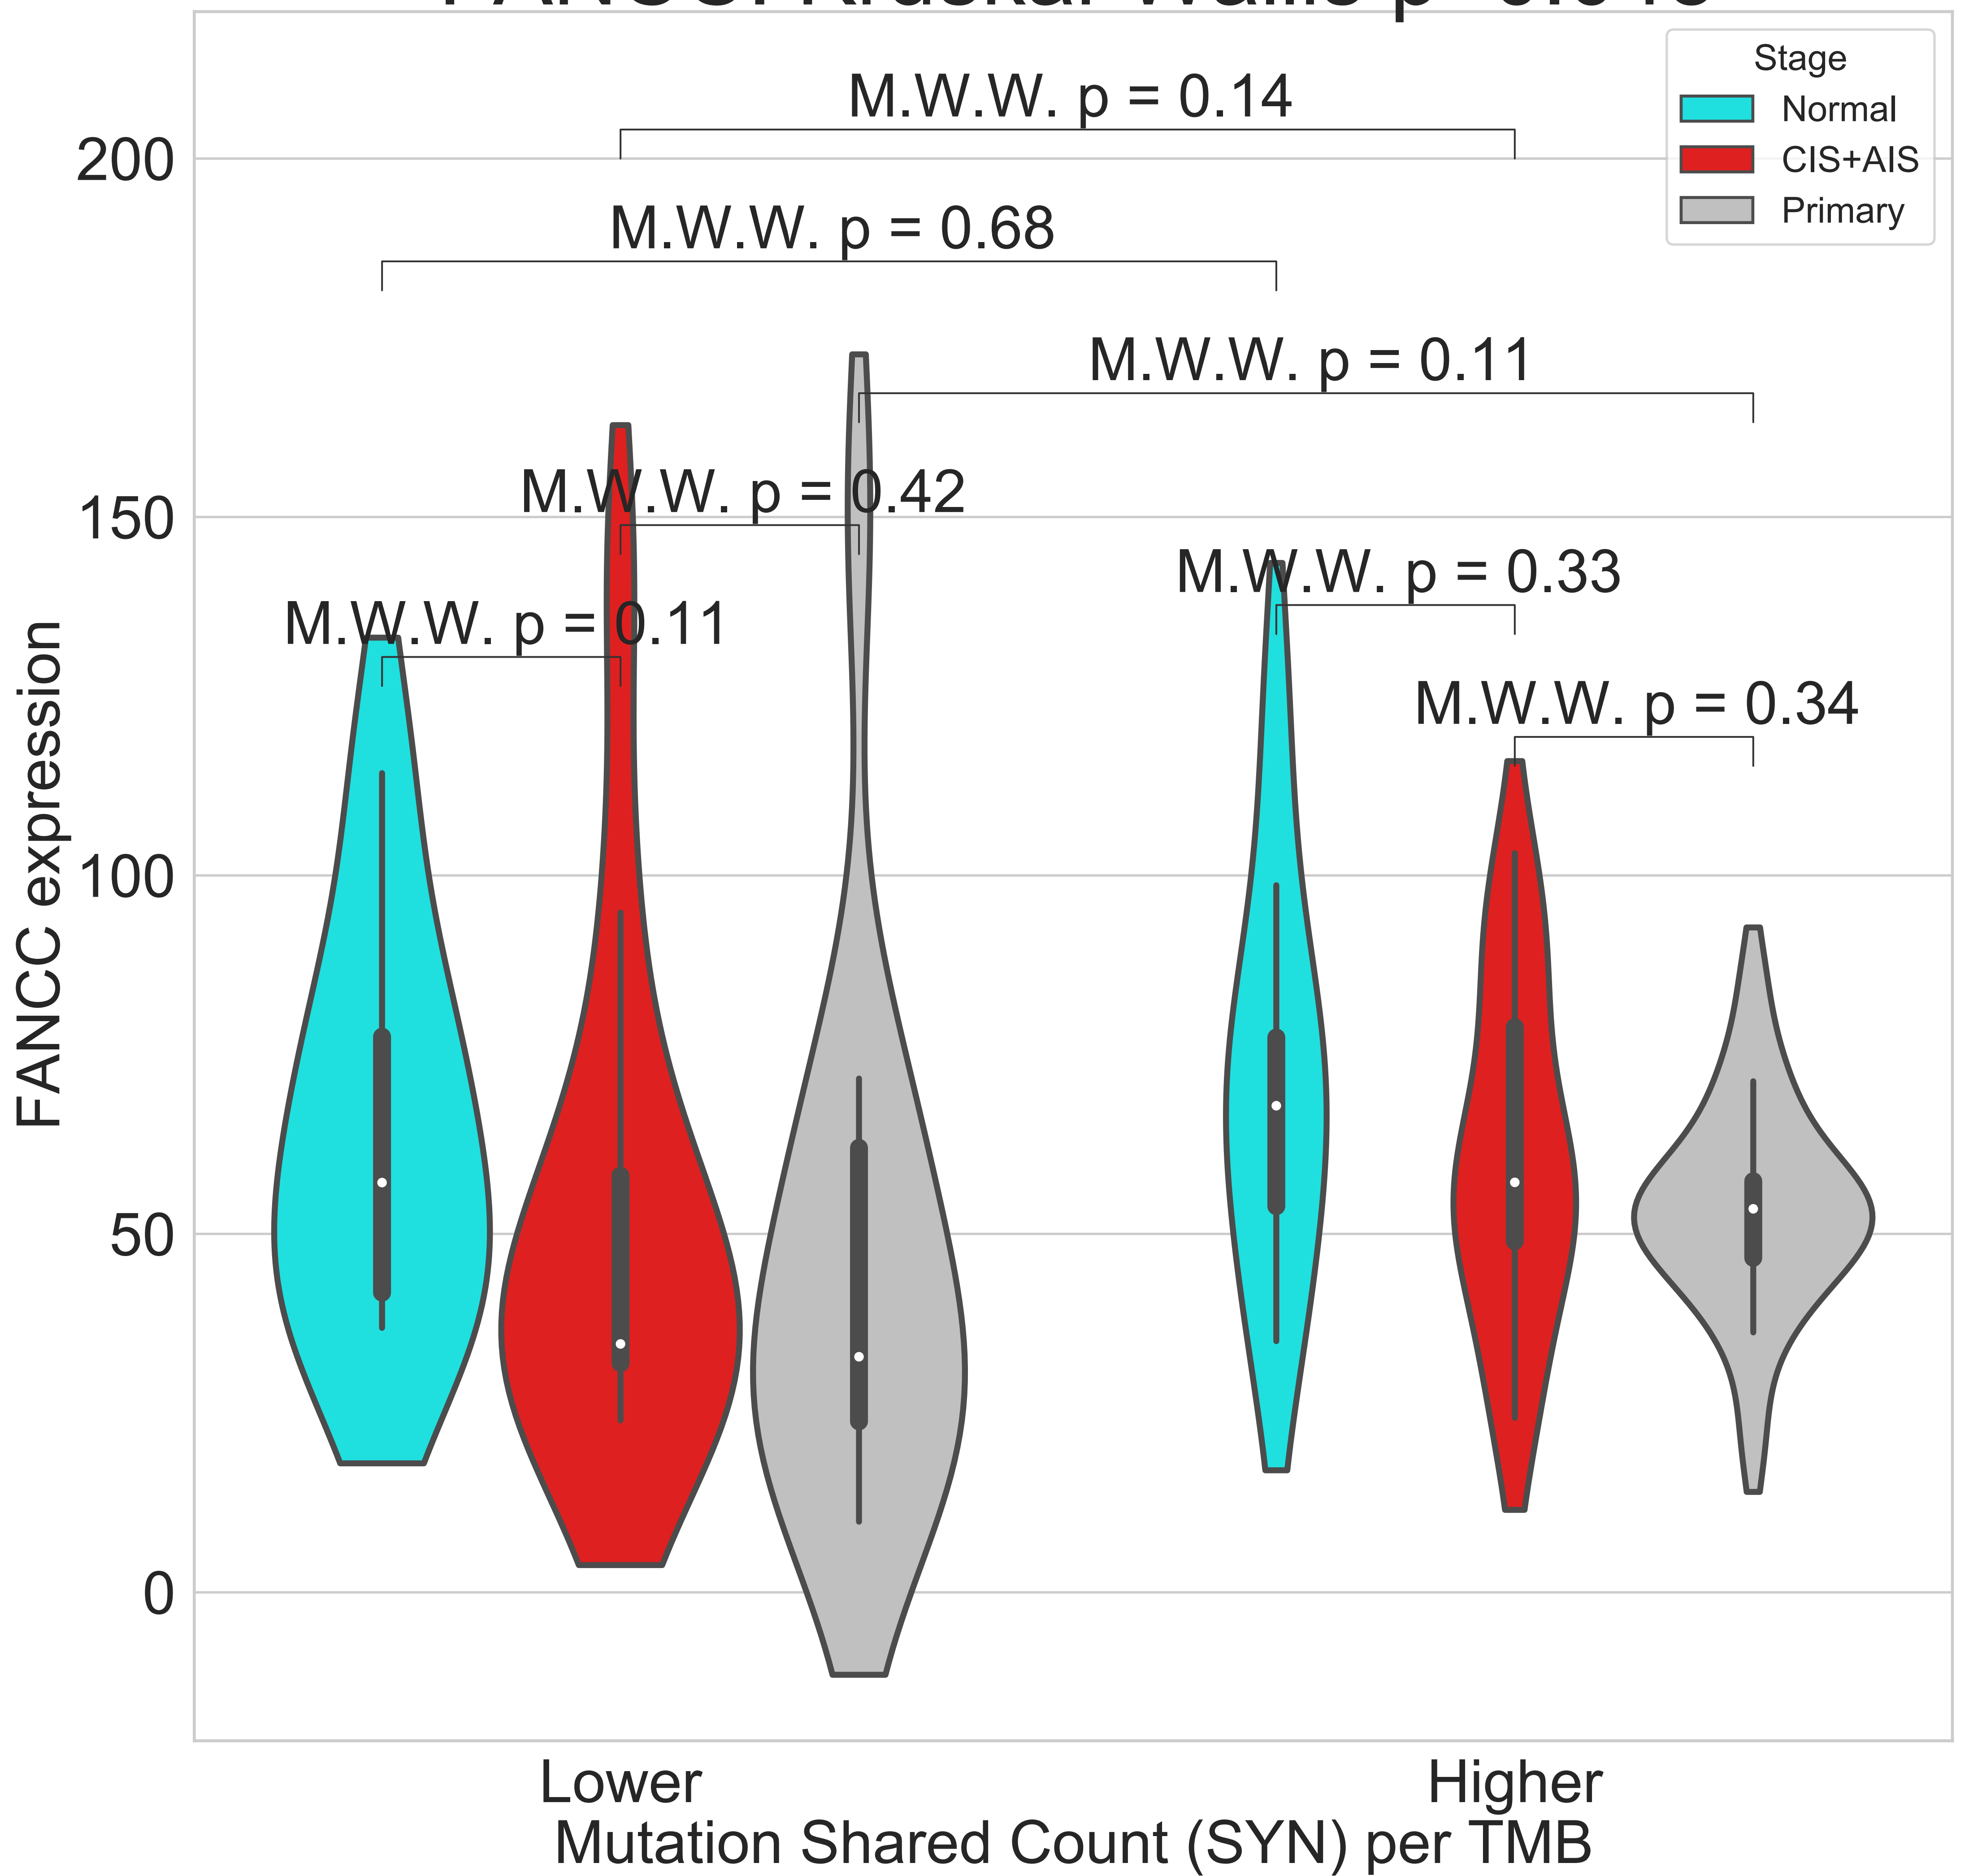 Stage
Normal
CIS+AIS
Primary
M.W.W. p = 0.14
M.W.W. p = 0.68
M.W.W. p = 0.11
M.W.W. p = 0.42
M.W.W. p = 0.33
M.W.W. p = 0.11
M.W.W. p = 0.34
200
150
100
50
0
FANCC expression
Lower
Higher
Mutation Shared Count (SYN) per TMB